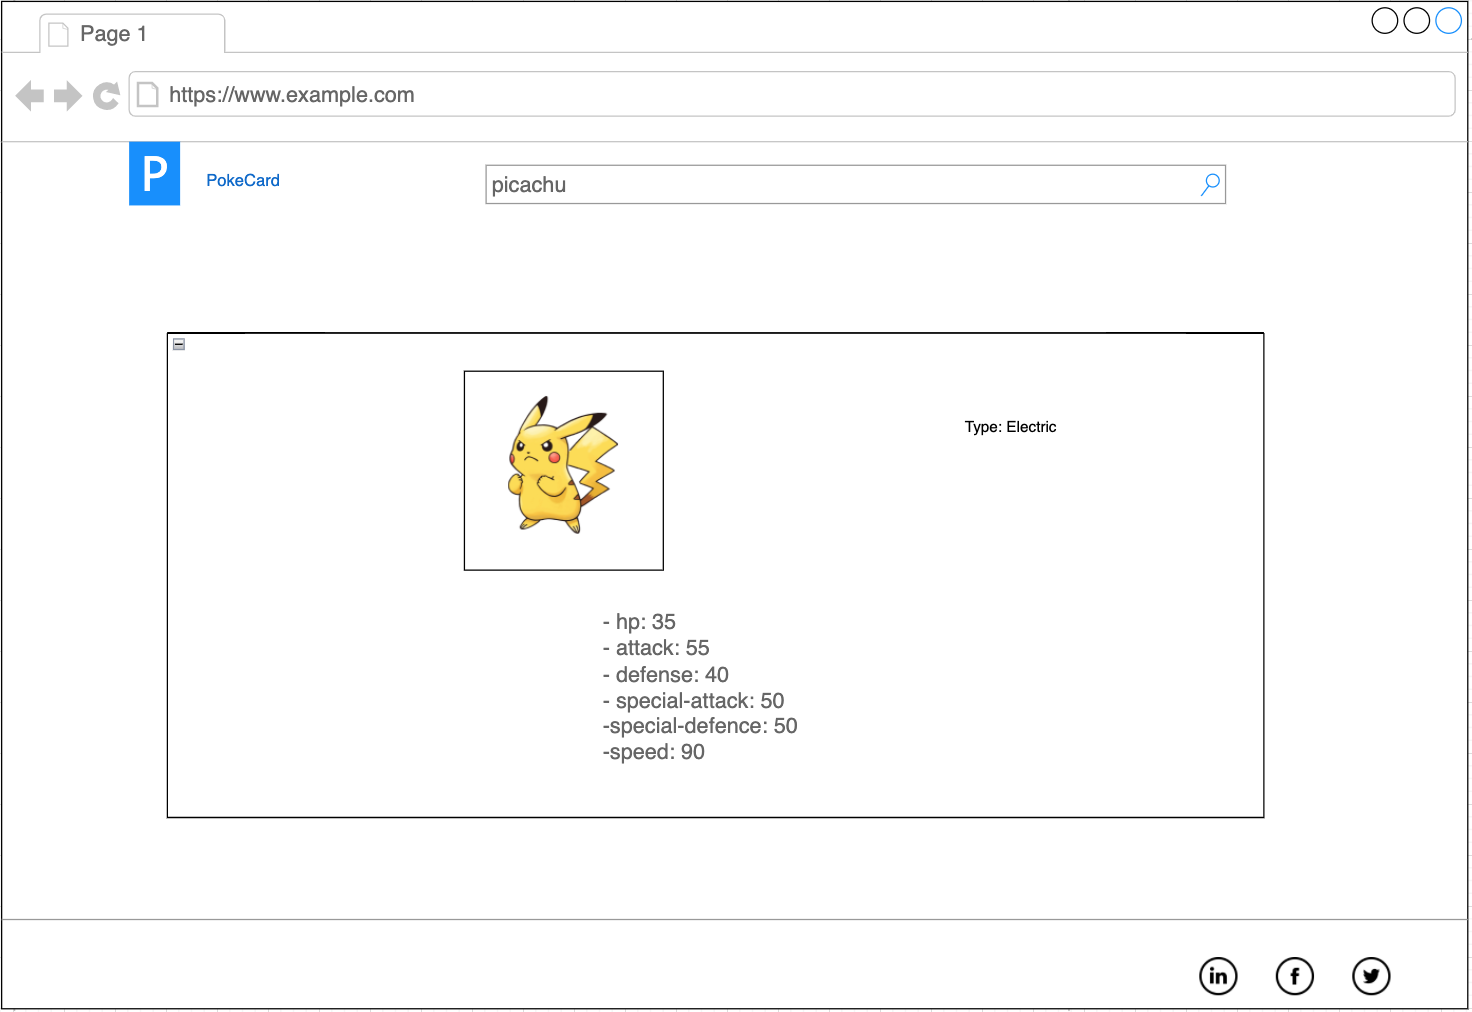 Page 1
https://www.example.com
P
PokeCard
picachu
Type: Electric
- hp: 35
- attack: 55
- defense: 40
- special-attack: 50
-special-defence: 50
-speed: 90
in
f